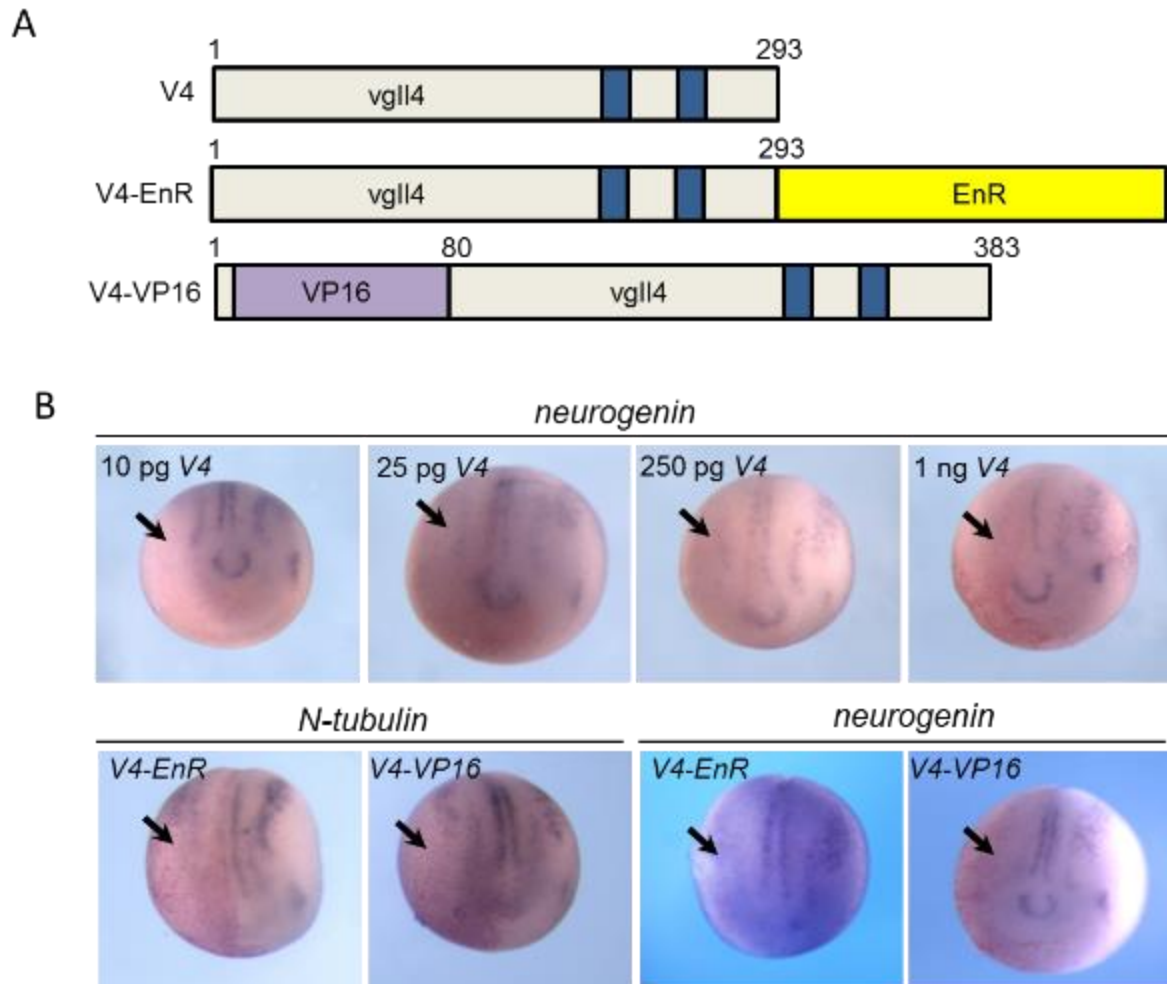 A
1 293
V4 vgll4
1 293
V4-EnR vgll4 EnR
1 80 383
V4-VP16 VP16 vgll4
B
neurogenin
10 pg V4 25 pg V4 250 pg V4 1 ng V4
N-tubulin neurogenin
V4-EnR V4-VP16 V4-EnR V4-VP16